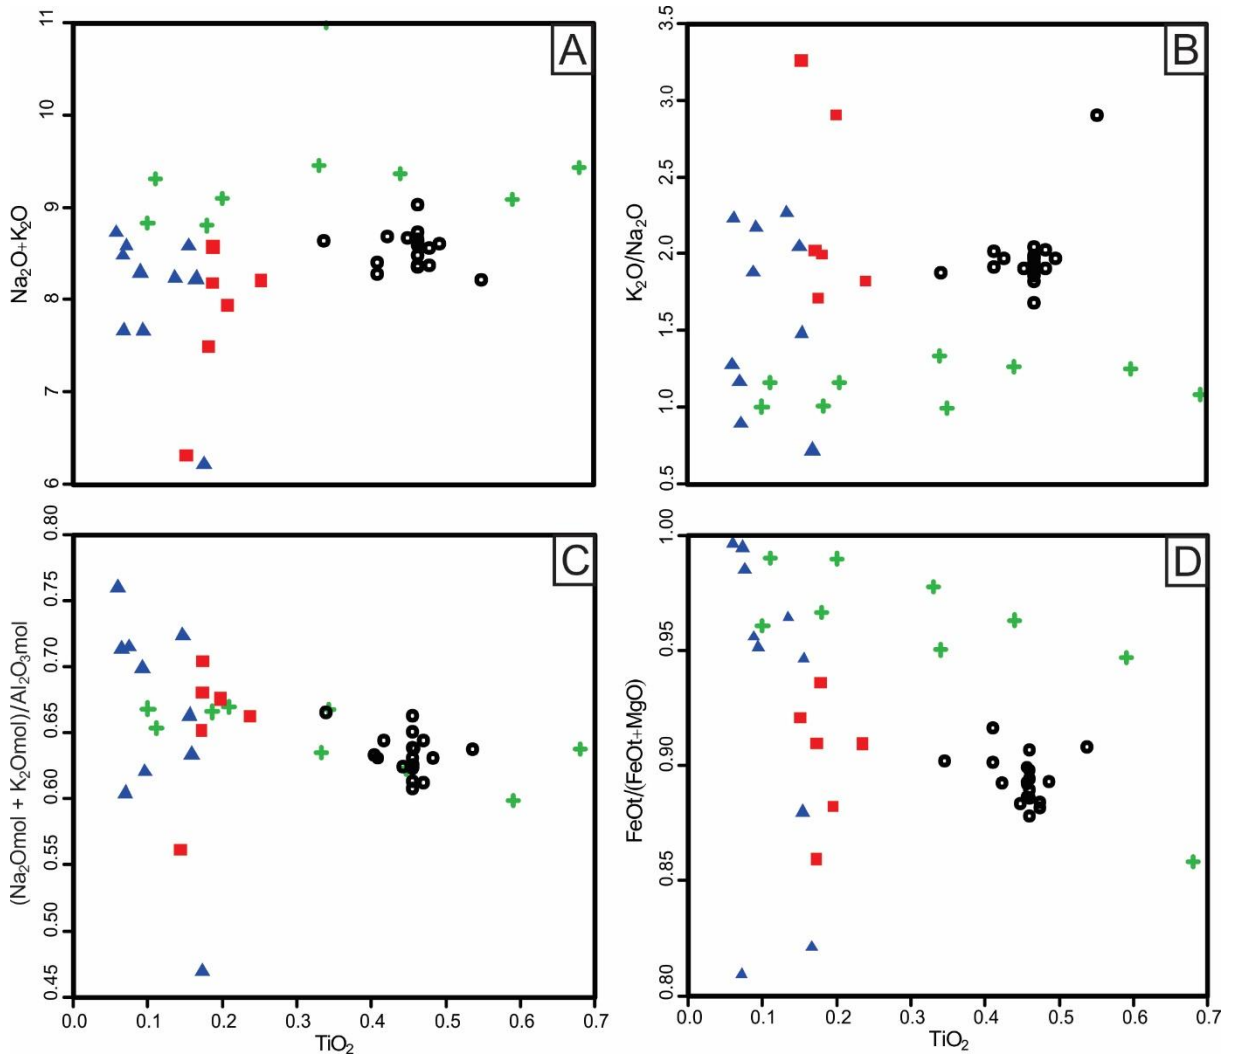 A
11
10
9
8
7
6
Na₂O+K₂O
B
3.5
3.0
2.5
2.0
1.5
1.0
0.5
K₂O/Na₂O
C
0.80
0.75
0.70
0.65
0.60
0.55
0.50
0.45
(Na₂Omol + K₂Omol)/Al₂O₃mol
0.0 0.1 0.2 0.3 0.4 0.5 0.6 0.7
TiO₂
D
1.00
0.95
0.90
0.85
0.80
FeOt/(FeOt+MgO)
0.0 0.1 0.2 0.3 0.4 0.5 0.6 0.7
TiO₂